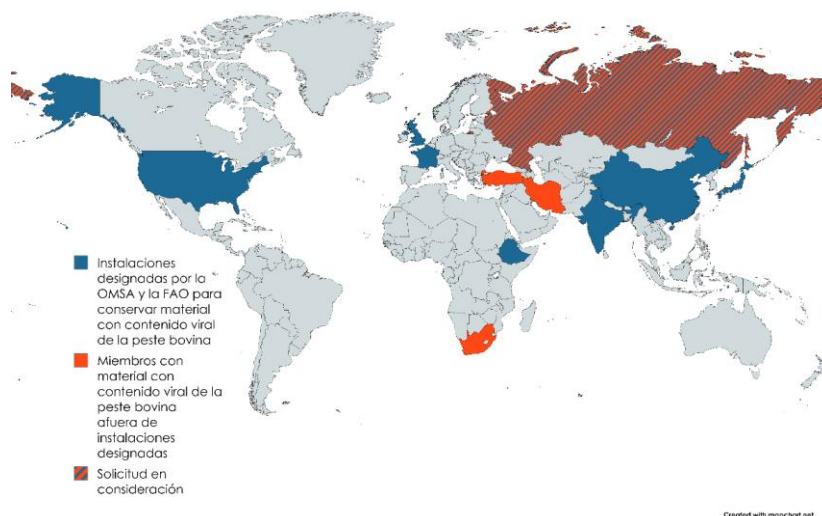 Instalaciones
designadas por la
OMSA y la FAO para
conservar material
con contenido viral
de la peste bovina
Miembros con
material con
contenido viral de la
peste bovina
afuera de
instalaciones
designadas
Solicitud en
consideración
Created with mapchart.net